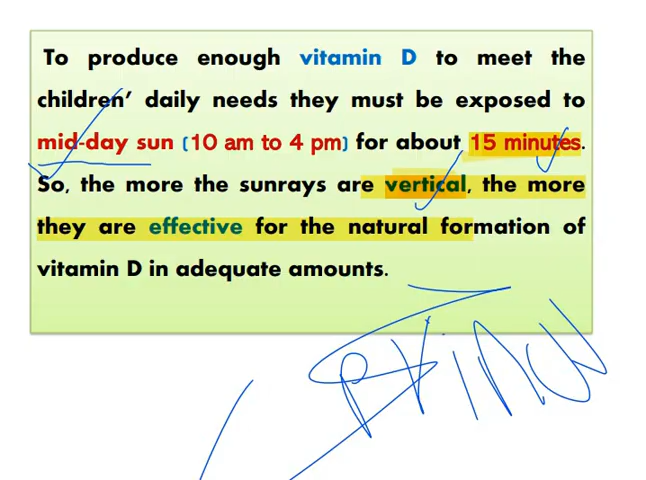 To produce enough vitamin D to meet the
children' daily needs they must be exposed to
mid-day sun (10 am to 4 pm) for about 15 minutes.
So, the more the sunrays are vertical, the more
they are effective for the natural formation of
vitamin D in adequate amounts.